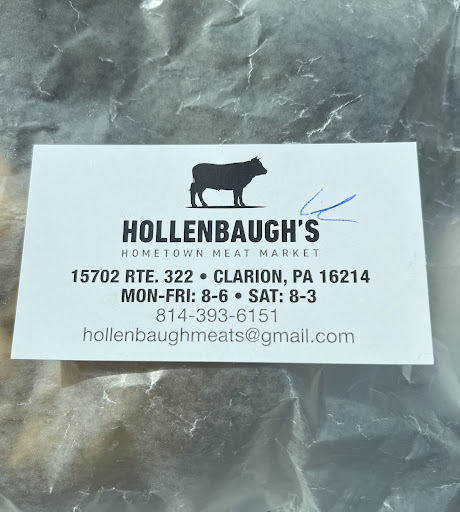 HOLLENBAUGH'S
HOMETOWN MEAT MARKET
15702 RTE. 322 • CLARION, PA 16214
MON-FRI: 8-6 • SAT: 8-3
814-393-6151
hollenbaughmeats@gmail.com